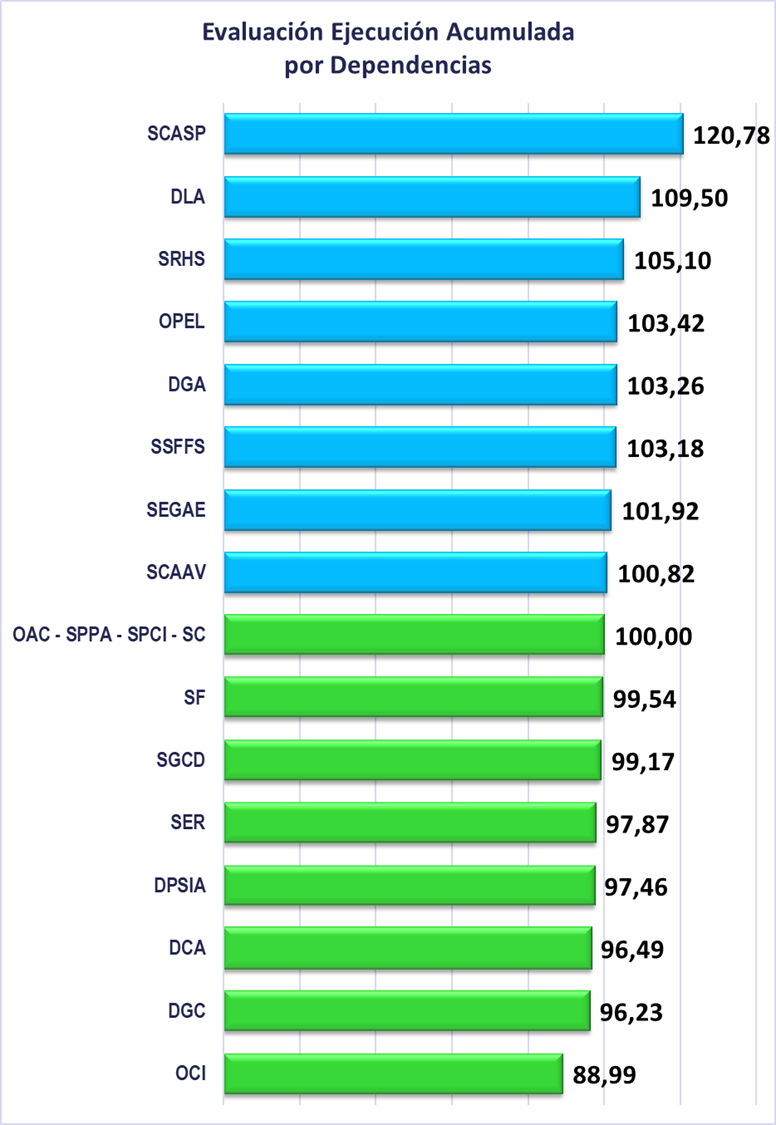 Evaluación Ejecución Acumulada
por Dependencias
SCASP 120,78
DLA 109,50
SRHS 105,10
OPEL 103,42
DGA 103,26
SSFFS 103,18
SEGAE 101,92
SCAAV 100,82
OAC - SPPA - SPCI - SC 100,00
SF 99,54
SGCD 99,17
SER 97,87
DPSIA 97,46
DCA 96,49
DGC 96,23
OCI 88,99